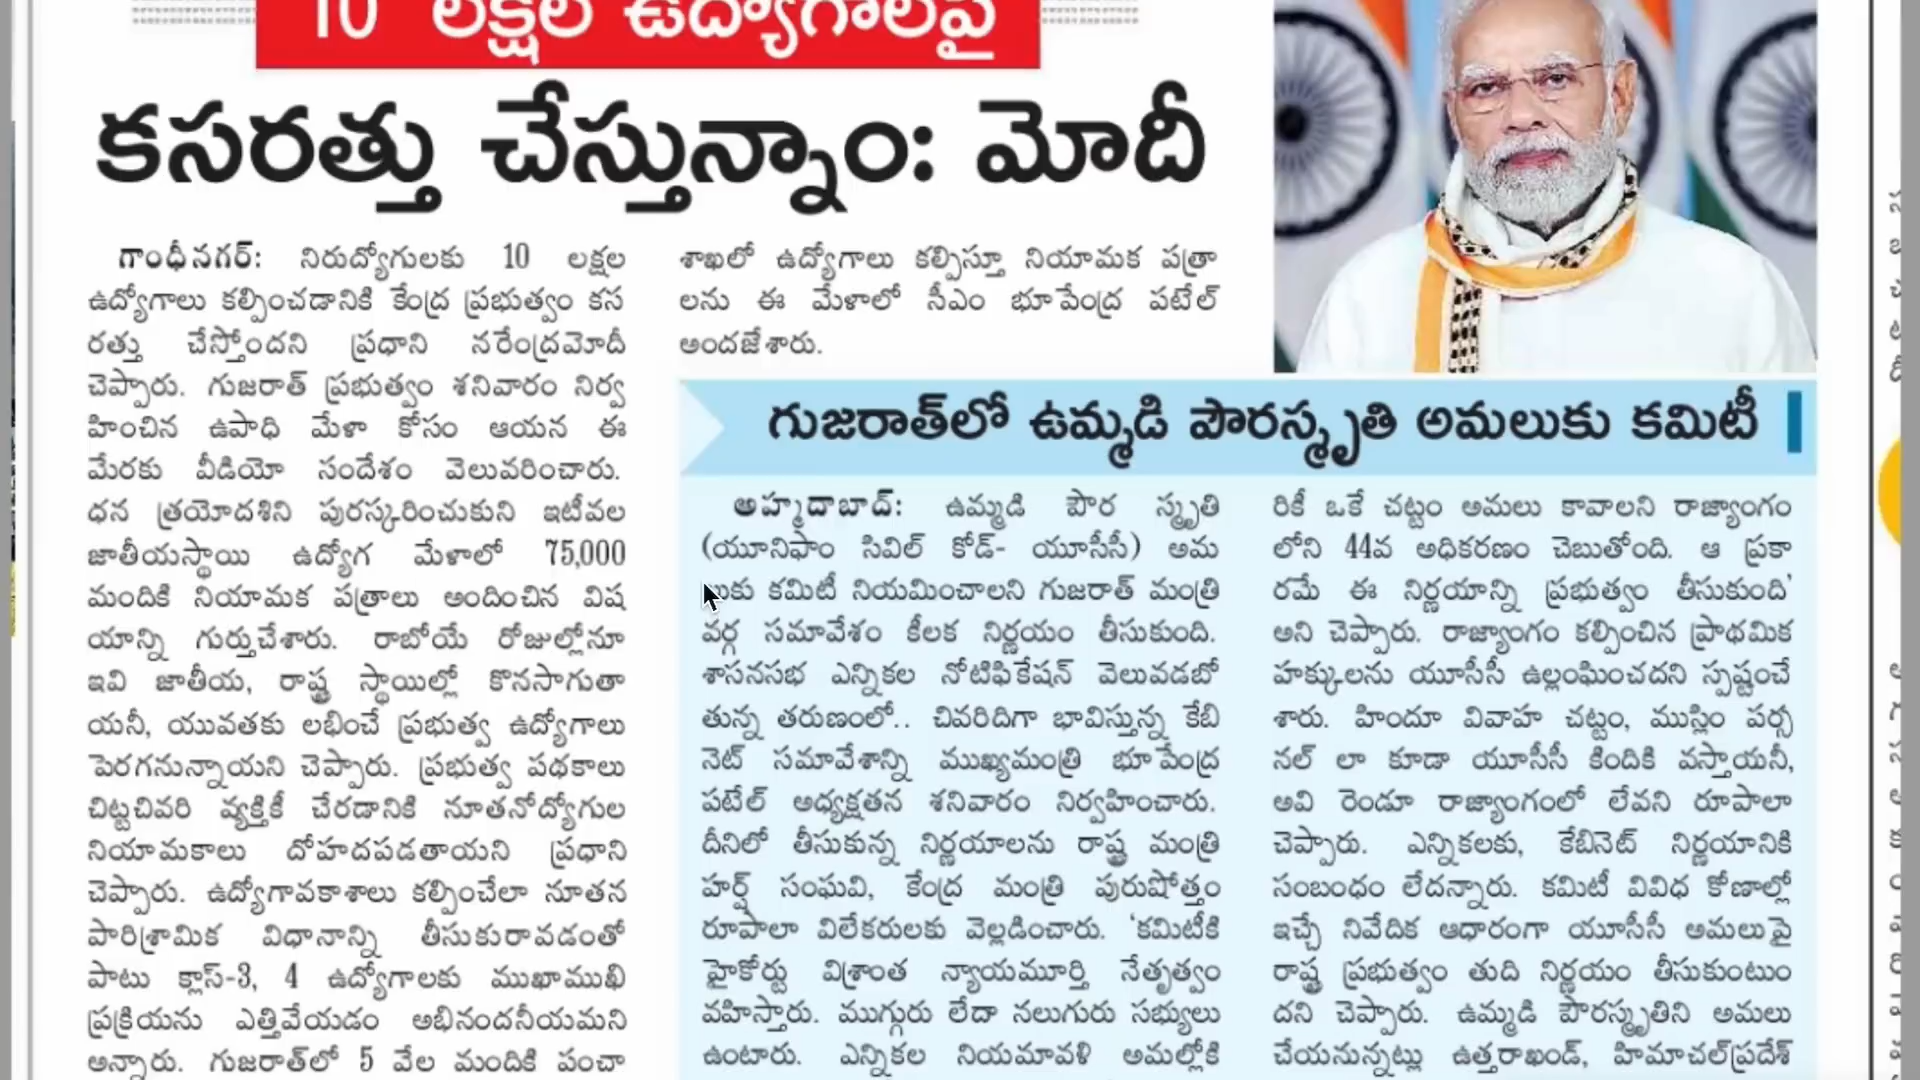 10 లక్షల ఉద్యోగాలపై
కసరత్తు చేస్తున్నాం: మోదీ
గాంధీనగర్: నిరుద్యోగులకు 10 లక్షల
ఉద్యోగాలు కల్పించడానికి కేంద్ర ప్రభుత్వం కస
రత్తు చేస్తోందని ప్రధాని నరేంద్రమోదీ
చెప్పారు. గుజరాత్ ప్రభుత్వం శనివారం నిర్వ
హించిన ఉపాధి మేళా కోసం ఆయన ఈ
మేరకు వీడియో సందేశం వెలువరించారు.
ధన త్రయోదశిని పురస్కరించుకుని ఇటీవల
జాతీయస్థాయి ఉద్యోగ మేళాలో 75,000
మందికి నియామక పత్రాలు అందించిన విష
యాన్ని గుర్తుచేశారు. రాబోయే రోజుల్లోనూ
ఇవి జాతీయ, రాష్ట్ర స్థాయిల్లో కొనసాగుతా
యనీ, యువతకు లభించే ప్రభుత్వ ఉద్యోగాలు
పెరగనున్నాయని చెప్పారు. ప్రభుత్వ పథకాలు
చిట్టచివరి వ్యక్తికీ చేరడానికి నూతనోద్యోగుల
నియామకాలు దోహదపడతాయని ప్రధాని
చెప్పారు. ఉద్యోగావకాశాలు కల్పించేలా నూతన
పారిశ్రామిక విధానాన్ని తీసుకురావడంతో
పాటు క్లాస్-3, 4 ఉద్యోగాలకు ముఖాముఖి
ప్రక్రియను ఎత్తివేయడం అభినందనీయమని
అన్నారు. గుజరాత్‌లో 5 వేల మందికి పంచా
శాఖలో ఉద్యోగాలు కల్పిస్తూ నియామక పత్రా
లను ఈ మేళాలో సీఎం భూపేంద్ర పటేల్
అందజేశారు.
గుజరాత్‌లో ఉమ్మడి పౌరస్మృతి అమలుకు కమిటీ
అహ్మదాబాద్: ఉమ్మడి పౌర స్మృతి
(యూనిఫాం సివిల్ కోడ్- యూసీసీ) అమ
లుకు కమిటీ నియమించాలని గుజరాత్ మంత్రి
వర్గ సమావేశం కీలక నిర్ణయం తీసుకుంది.
శాసనసభ ఎన్నికల నోటిఫికేషన్ వెలువడబో
తున్న తరుణంలో.. చివరిదిగా భావిస్తున్న కేబి
నెట్ సమావేశాన్ని ముఖ్యమంత్రి భూపేంద్ర
పటేల్ అధ్యక్షతన శనివారం నిర్వహించారు.
దీనిలో తీసుకున్న నిర్ణయాలను రాష్ట్ర మంత్రి
హర్ష్ సంఘవి, కేంద్ర మంత్రి పురుషోత్తం
రూపాలా విలేకరులకు వెల్లడించారు. ‘కమిటీకి
హైకోర్టు విశ్రాంత న్యాయమూర్తి నేతృత్వం
వహిస్తారు. ముగ్గురు లేదా నలుగురు సభ్యులు
ఉంటారు. ఎన్నికల నియమావళి అమల్లోకి
రికీ ఒకే చట్టం అమలు కావాలని రాజ్యాంగం
లోని 44వ అధికరణం చెబుతోంది. ఆ ప్రకా
రమే ఈ నిర్ణయాన్ని ప్రభుత్వం తీసుకుంది’
అని చెప్పారు. రాజ్యాంగం కల్పించిన ప్రాథమిక
హక్కులను యూసీసీ ఉల్లంఘించదని స్పష్టంచే
శారు. హిందూ వివాహ చట్టం, ముస్లిం పర్స
నల్ లా కూడా యూసీసీ కిందికి వస్తాయనీ,
అవి రెండూ రాజ్యాంగంలో లేవని రూపాలా
చెప్పారు. ఎన్నికలకు, కేబినెట్ నిర్ణయానికి
సంబంధం లేదన్నారు. కమిటీ వివిధ కోణాల్లో
ఇచ్చే నివేదిక ఆధారంగా యూసీసీ అమలుపై
రాష్ట్ర ప్రభుత్వం తుది నిర్ణయం తీసుకుంటుం
దని చెప్పారు. ఉమ్మడి పౌరస్మృతిని అమలు
చేయనున్నట్లు ఉత్తరాఖండ్, హిమాచల్‌ప్రదేశ్